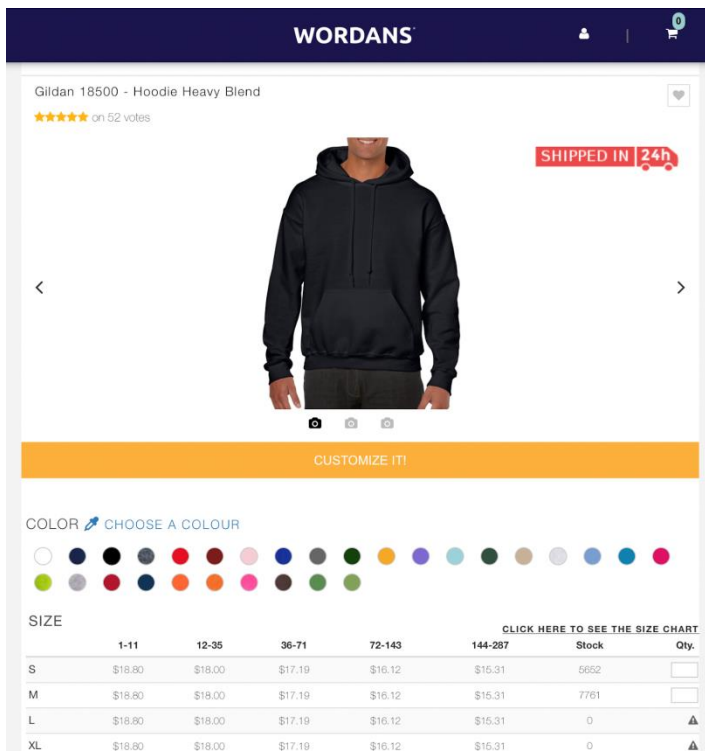 WORDANS
0
Gildan 18500 - Hoodie Heavy Blend
on 52 votes
SHIPPED IN 24h
CUSTOMIZE IT!
COLOR CHOOSE A COLOUR
SIZE
CLICK HERE TO SEE THE SIZE CHART
1-11 12-35 36-71 72-143 144-287 Stock Qty.
S $18.80 $18.00 $17.19 $16.12 $15.31 5652
M $18.80 $18.00 $17.19 $16.12 $15.31 7761
L $18.80 $18.00 $17.19 $16.12 $15.31 0
XL $18.80 $18.00 $17.19 $16.12 $15.31 0